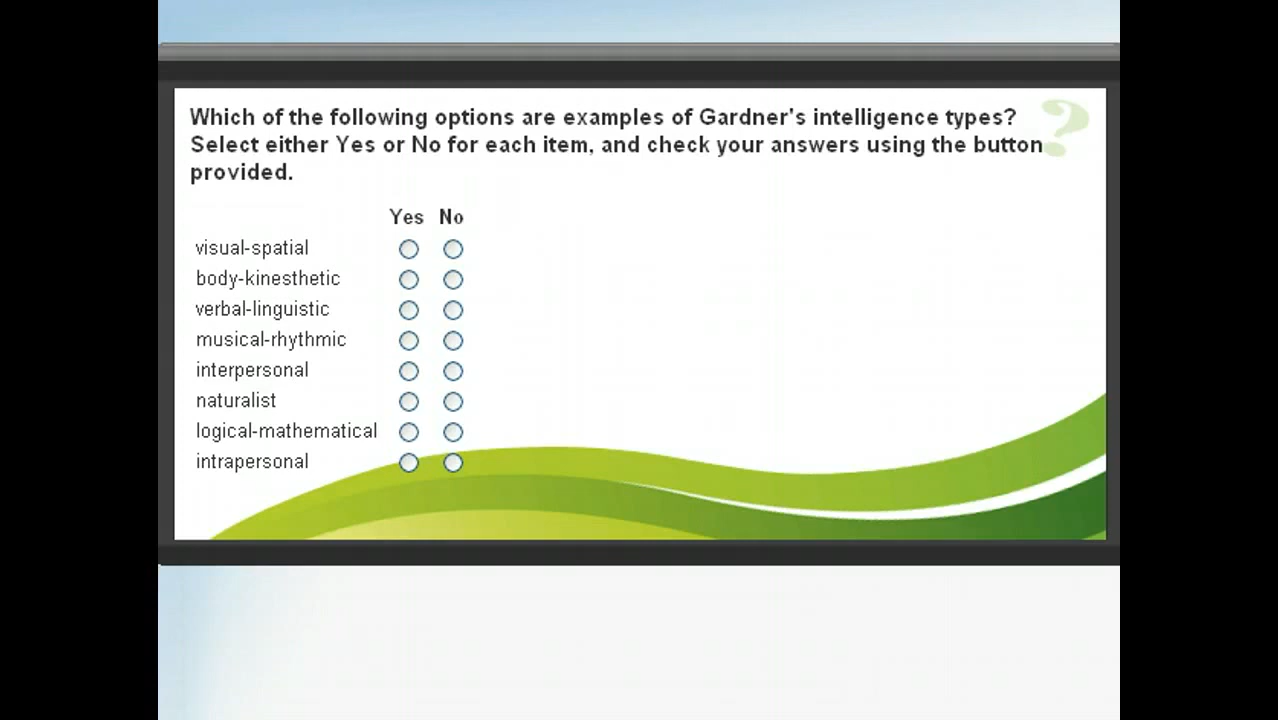 Which of the following options are examples of Gardner's intelligence types?
Select either Yes or No for each item, and check your answers using the button
provided.
Yes No
visual-spatial
body-kinesthetic
verbal-linguistic
musical-rhythmic
interpersonal
naturalist
logical-mathematical
intrapersonal
?